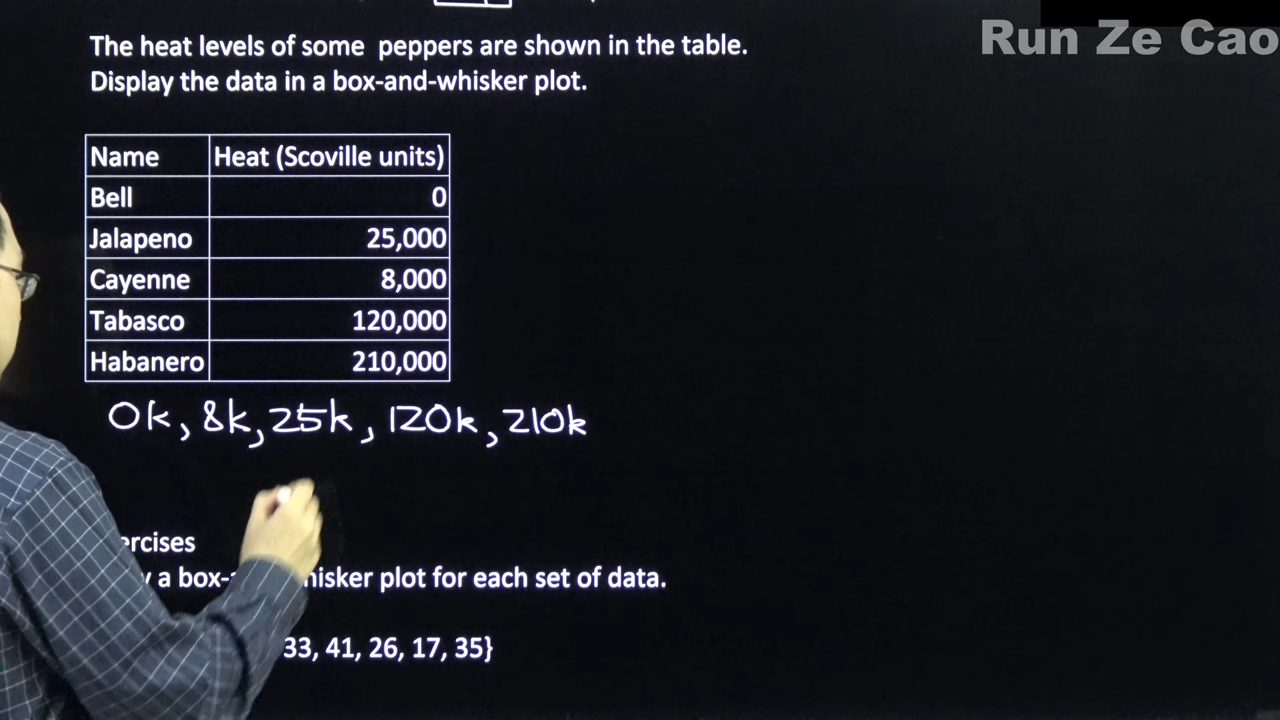 Run Ze Cao
The heat levels of some peppers are shown in the table.
Display the data in a box-and-whisker plot.
Name Heat (Scoville units)
Bell 0
Jalapeno 25,000
Cayenne 8,000
Tabasco 120,000
Habanero 210,000
0k, 8k, 25k, 120k, 210k
ercises
a box- hisker plot for each set of data.
33, 41, 26, 17, 35}